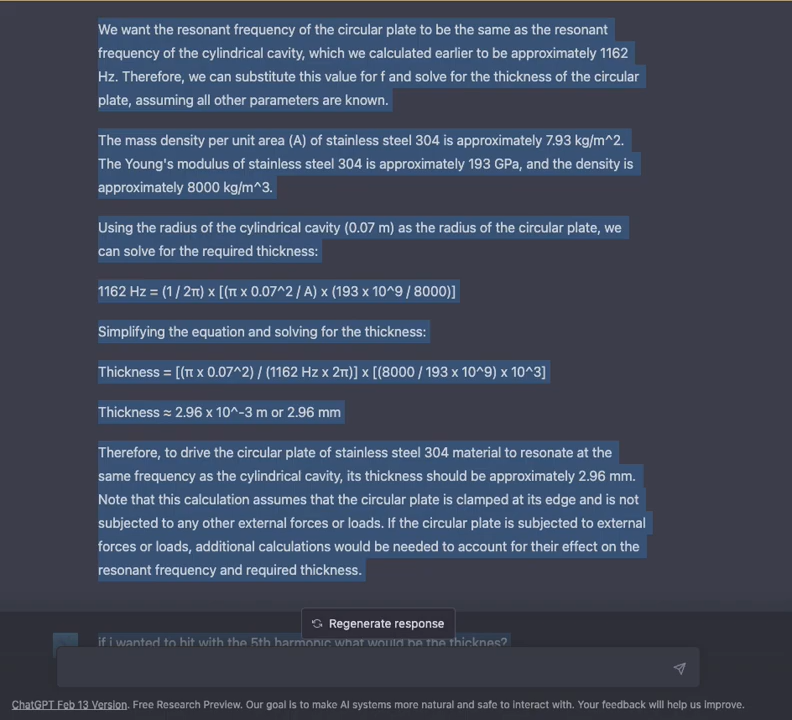 We want the resonant frequency of the circular plate to be the same as the resonant
frequency of the cylindrical cavity, which we calculated earlier to be approximately 1162
Hz. Therefore, we can substitute this value for f and solve for the thickness of the circular
plate, assuming all other parameters are known.
The mass density per unit area (A) of stainless steel 304 is approximately 7.93 kg/m^2.
The Young's modulus of stainless steel 304 is approximately 193 GPa, and the density is
approximately 8000 kg/m^3.
Using the radius of the cylindrical cavity (0.07 m) as the radius of the circular plate, we
can solve for the required thickness:
1162 Hz = (1 / 2π) x [(π x 0.07^2 / A) x (193 x 10^9 / 8000)]
Simplifying the equation and solving for the thickness:
Thickness = [(π x 0.07^2) / (1162 Hz x 2π)] x [(8000 / 193 x 10^9) x 10^3]
Thickness ≈ 2.96 x 10^-3 m or 2.96 mm
Therefore, to drive the circular plate of stainless steel 304 material to resonate at the
same frequency as the cylindrical cavity, its thickness should be approximately 2.96 mm.
Note that this calculation assumes that the circular plate is clamped at its edge and is not
subjected to any other external forces or loads. If the circular plate is subjected to external
forces or loads, additional calculations would be needed to account for their effect on the
resonant frequency and required thickness.
Regenerate response
if i wanted to hit with the 5th harmonic what would be the thicknes?
ChatGPT Feb 13 Version. Free Research Preview. Our goal is to make AI systems more natural and safe to interact with. Your feedback will help us improve.